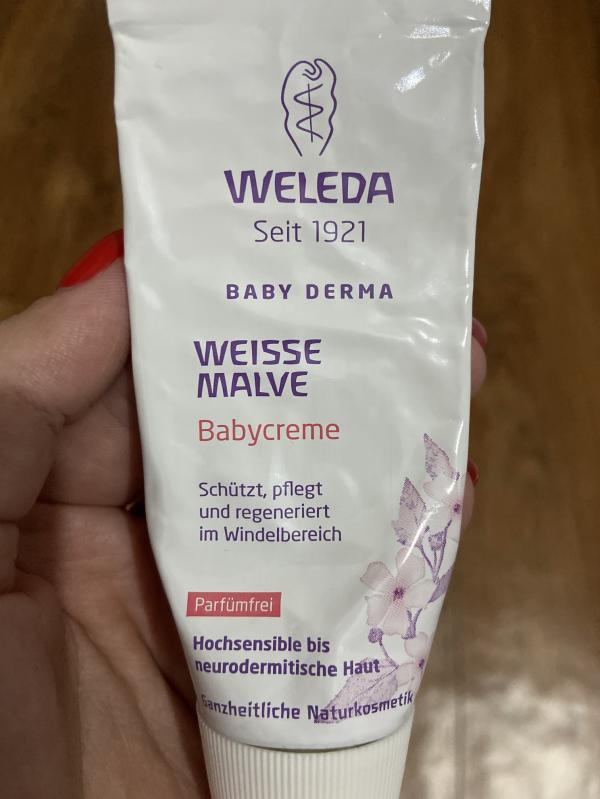 WELEDA
Seit 1921
BABY DERMA
WEISSE
MALVE
Babycreme
Schützt, pflegt
und regeneriert
im Windelbereich
Parfümfrei
Hochsensible bis
neurodermitische Haut
Ganzheitliche Naturkosmetik